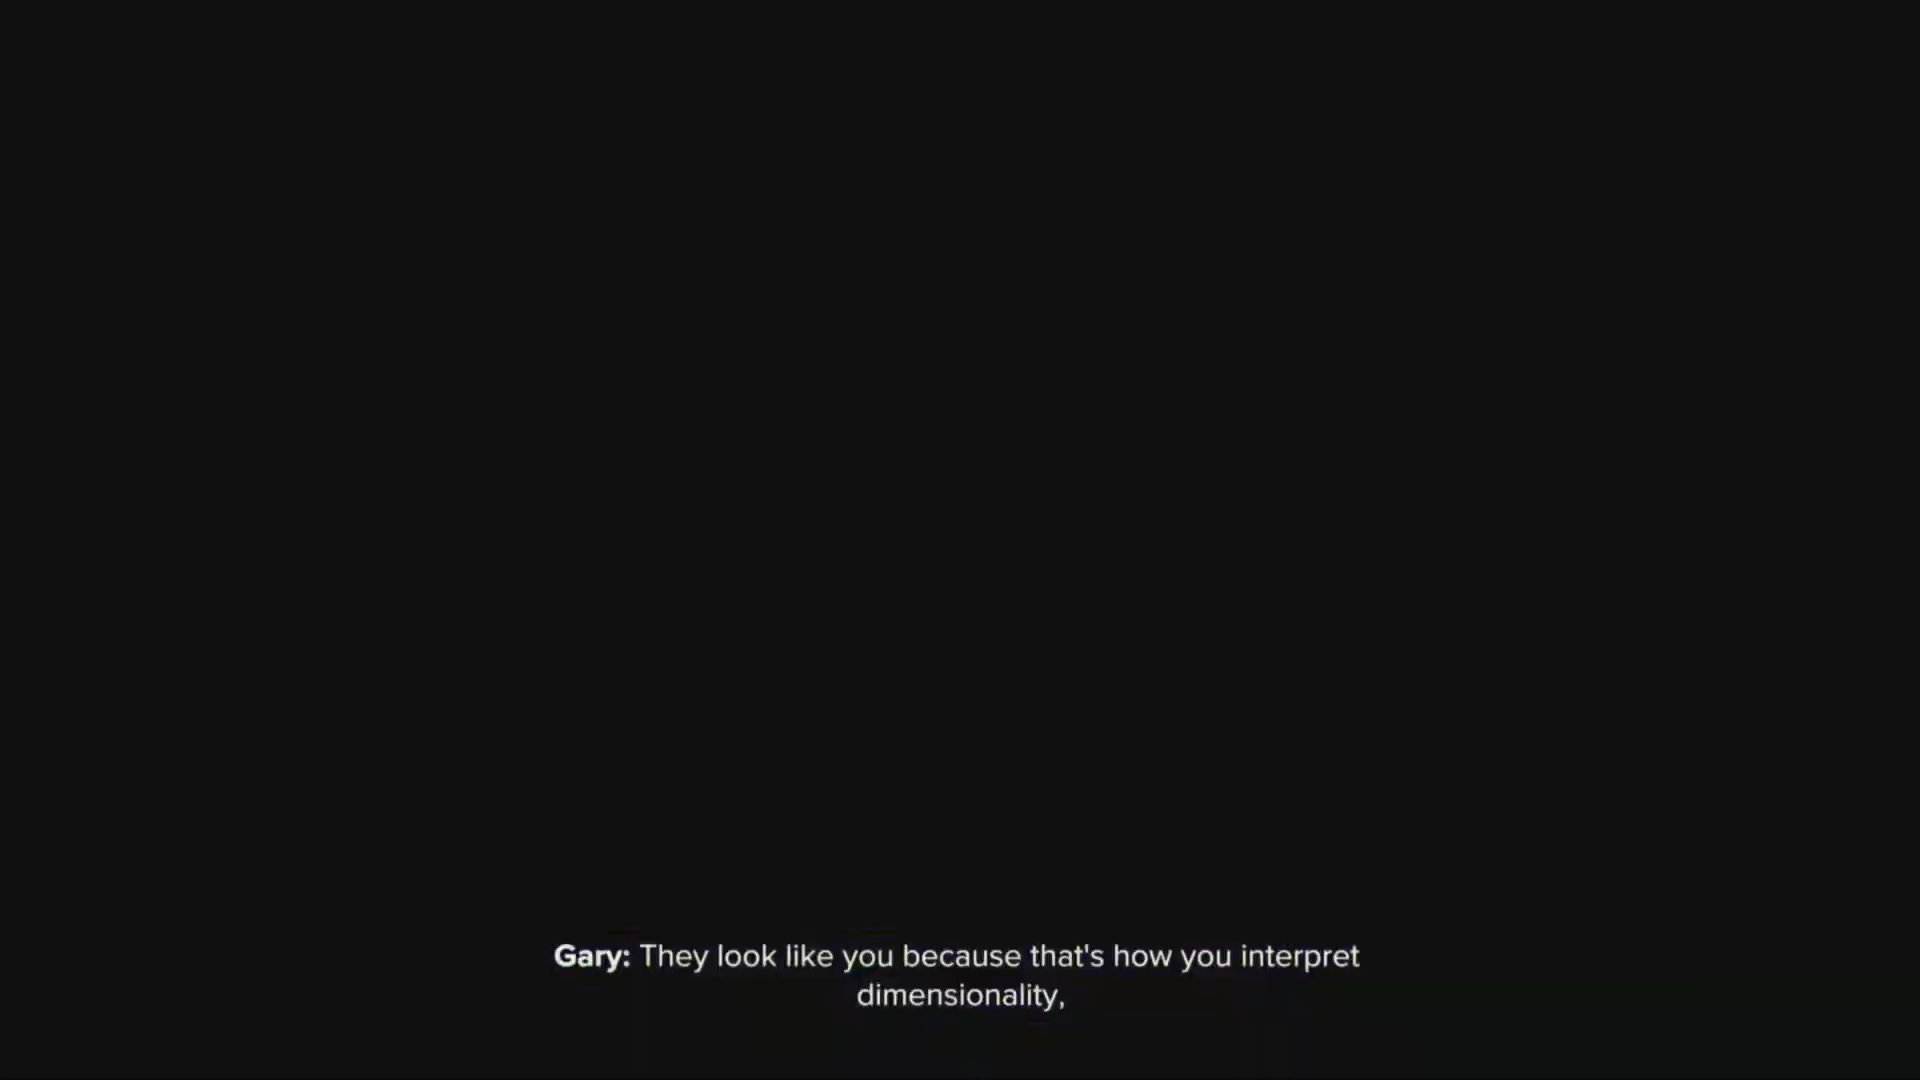 Gary: They look like you because that's how you interpret
dimensionality,